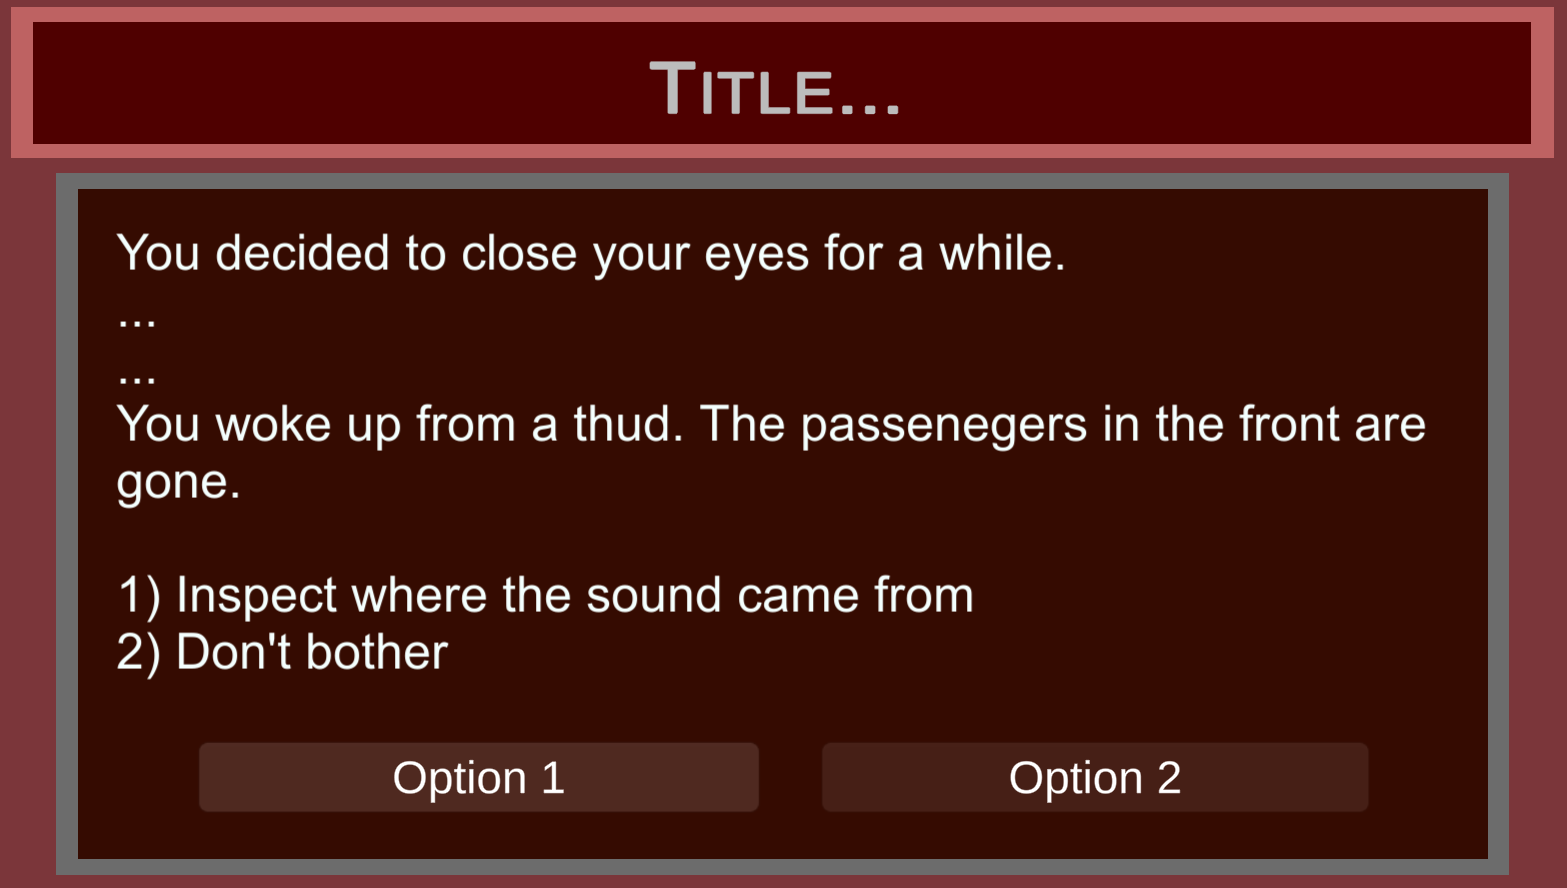 TITLE...
You decided to close your eyes for a while.
...
...
You woke up from a thud. The passenegers in the front are
gone.
1) Inspect where the sound came from
2) Don't bother
Option 1
Option 2